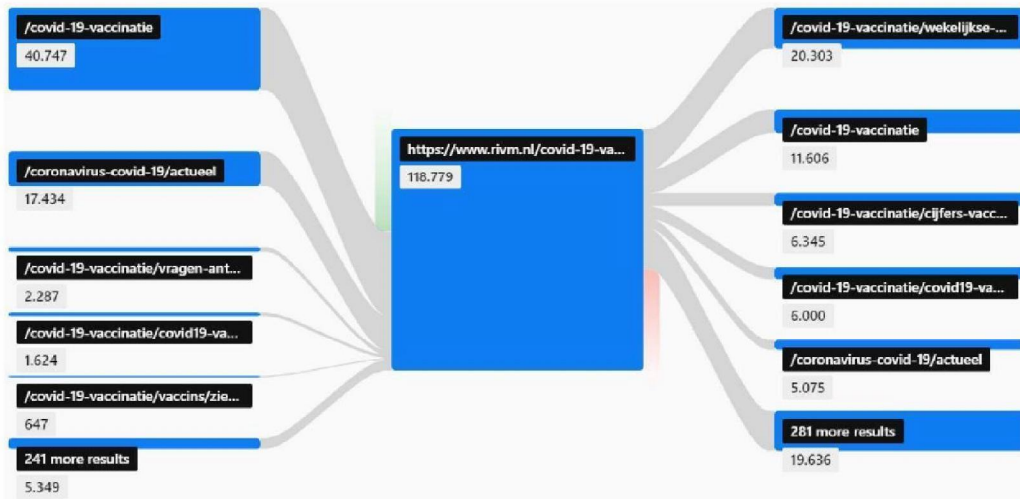 /covid-19-vaccinatie
40.747
/coronavirus-covid-19/actueel
17.434
/covid-19-vaccinatie/vragen-ant...
2.287
/covid-19-vaccinatie/covid19-va...
1.624
/covid-19-vaccinatie/vaccins/zie...
647
241 more results
5.349
https://www.rivm.nl/covid-19-va...
118.779
/covid-19-vaccinatie/wekelijkse-...
20.303
/covid-19-vaccinatie
11.606
/covid-19-vaccinatie/cijfers-vacc...
6.345
/covid-19-vaccinatie/covid19-va...
6.000
/coronavirus-covid-19/actueel
5.075
281 more results
19.636